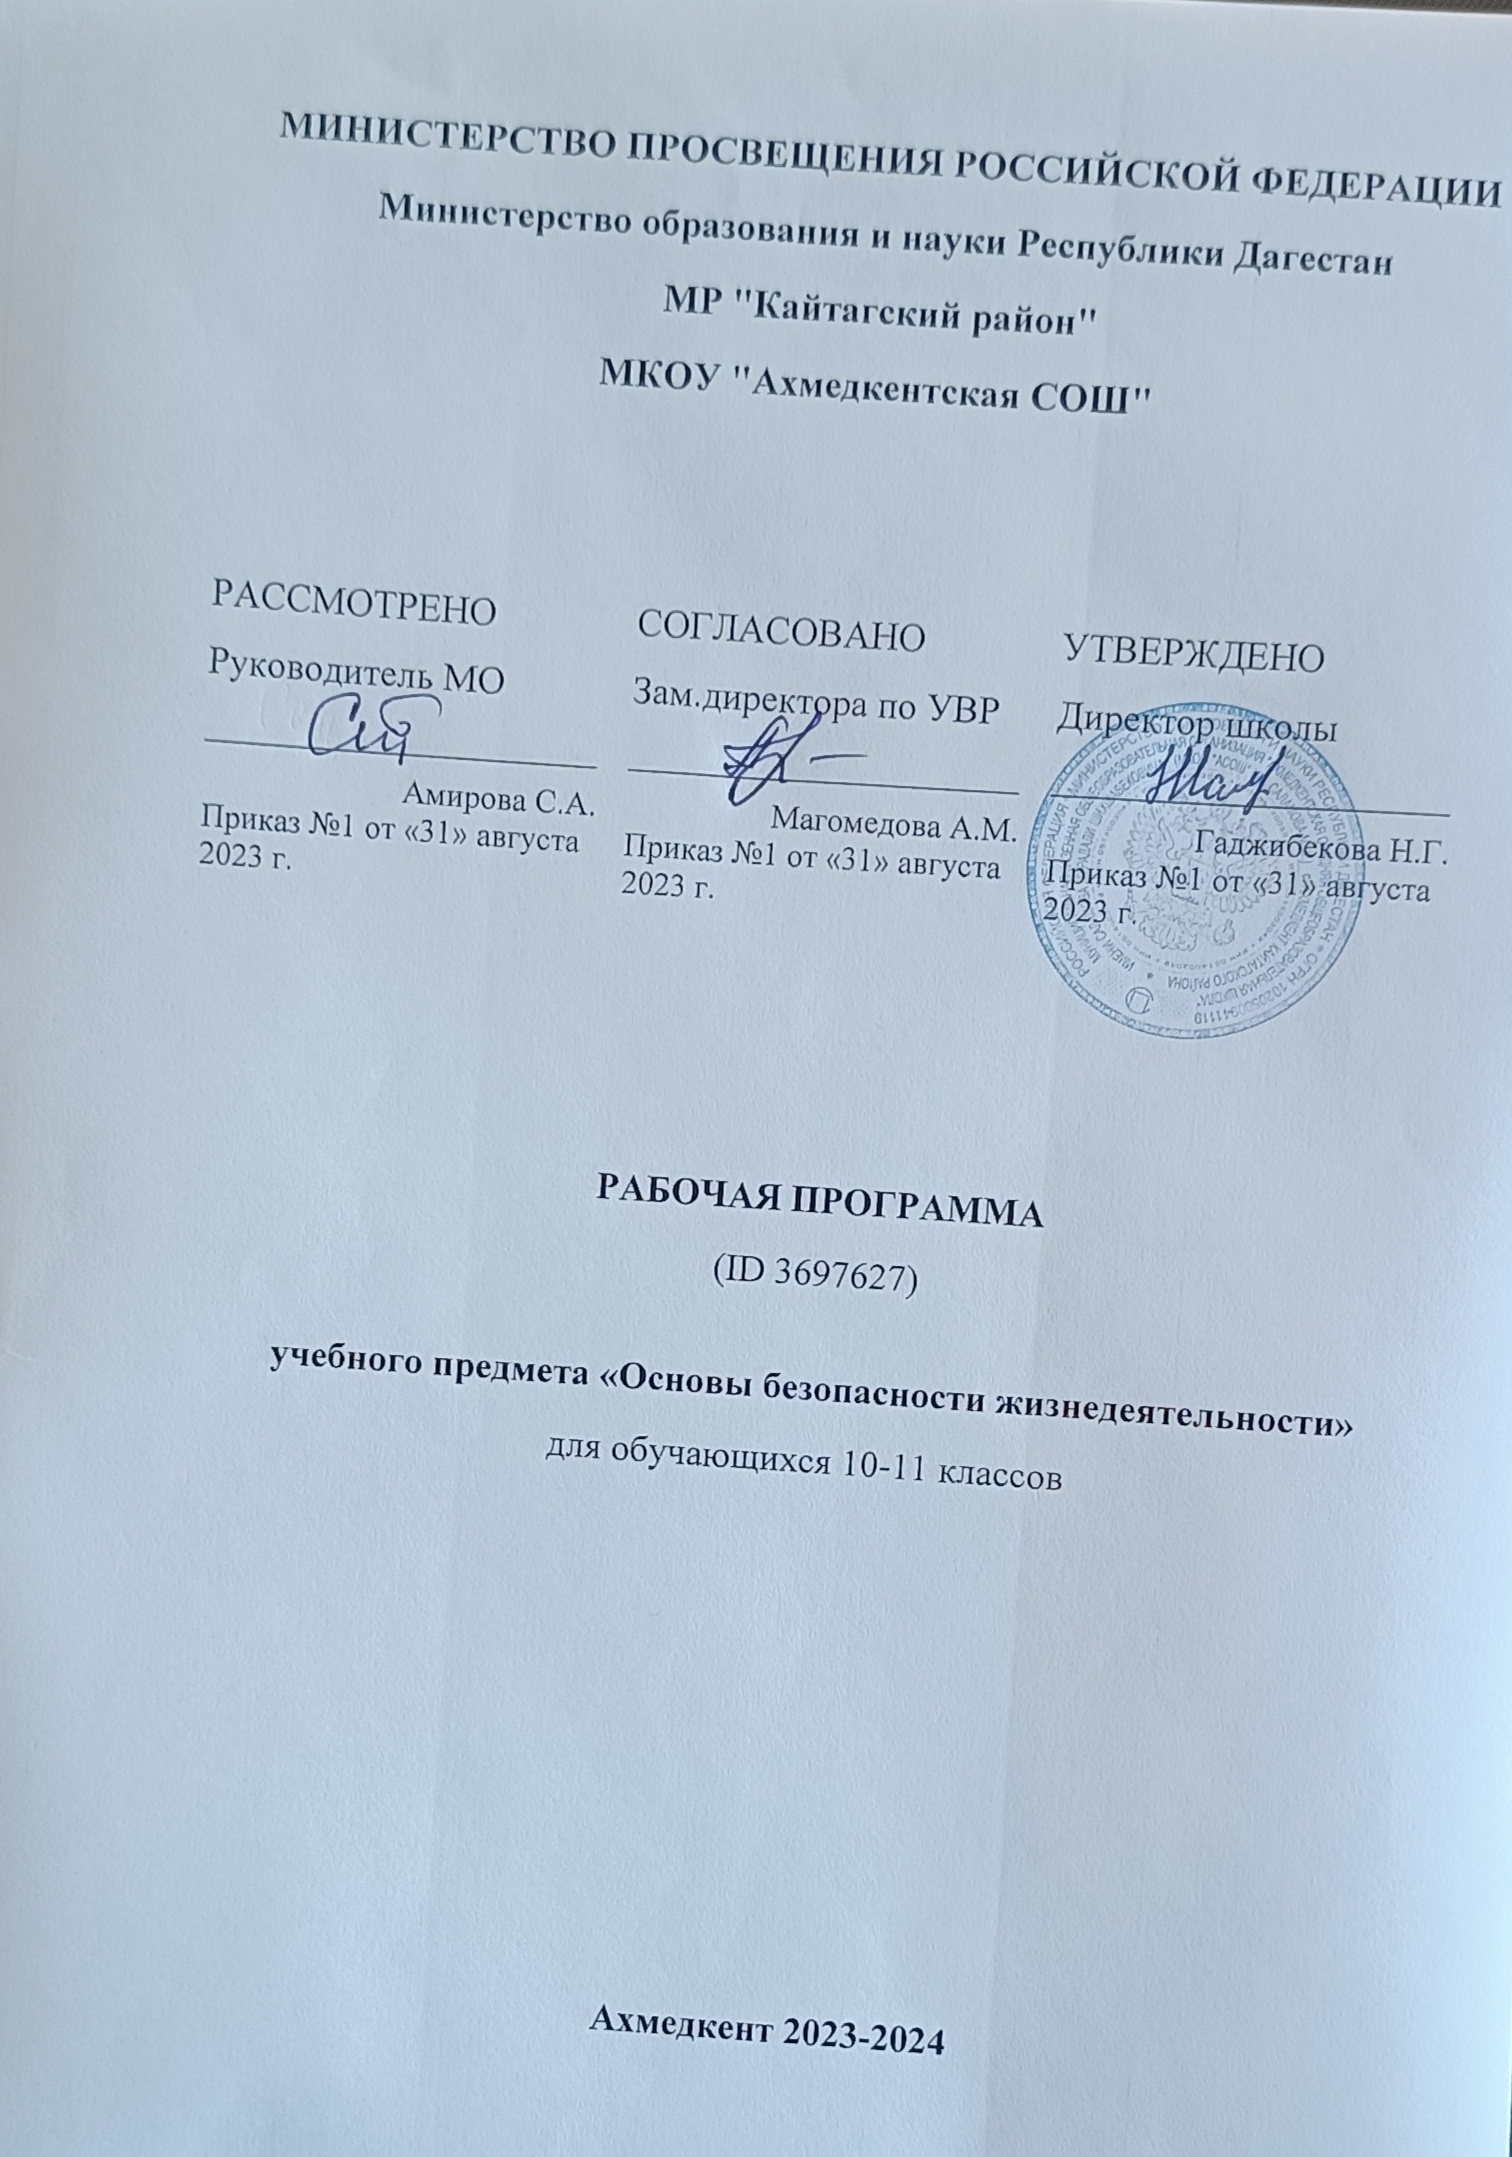 МИНИСТЕРСТВО ПРОСВЕЩЕНИЯ РОССИЙСКОЙ ФЕДЕРАЦИИ
Министерство образования и науки Республики Дагестан
МР "Кайтагский район"
МКОУ "Ахмедкентская СОШ"
РАССМОТРЕНО
Руководитель МО
Амирова С.А.
Приказ №1 от «31» августа
2023 г.
СОГЛАСОВАНО
Зам.директора по УВР
Магомедова А.М.
Приказ №1 от «31» августа
2023 г.
УТВЕРЖДЕНО
Директор школы
Гаджибекова Н.Г.
Приказ №1 от «31» августа
2023 г.
РАБОЧАЯ ПРОГРАММА
(ID 3697627)
учебного предмета «Основы безопасности жизнедеятельности»
для обучающихся 10-11 классов
Ахмедкент 2023-2024